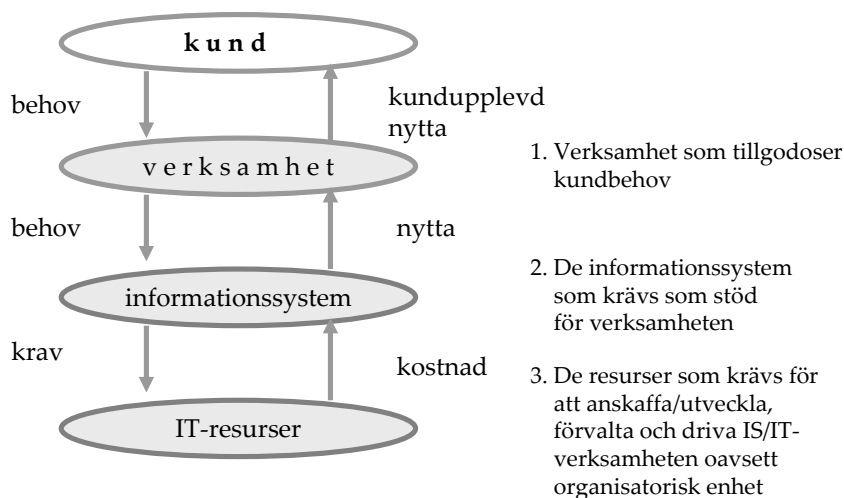 kund
behov
kundupplevd
nytta
verksamhet
1. Verksamhet som tillgodoser
kundbehov
behov
nytta
informationssystem
2. De informationssystem
som krävs som stöd
för verksamheten
krav
kostnad
IT-resurser
3. De resurser som krävs för
att anskaffa/utveckla,
förvalta och driva IS/IT-
verksamheten oavsett
organisatorisk enhet